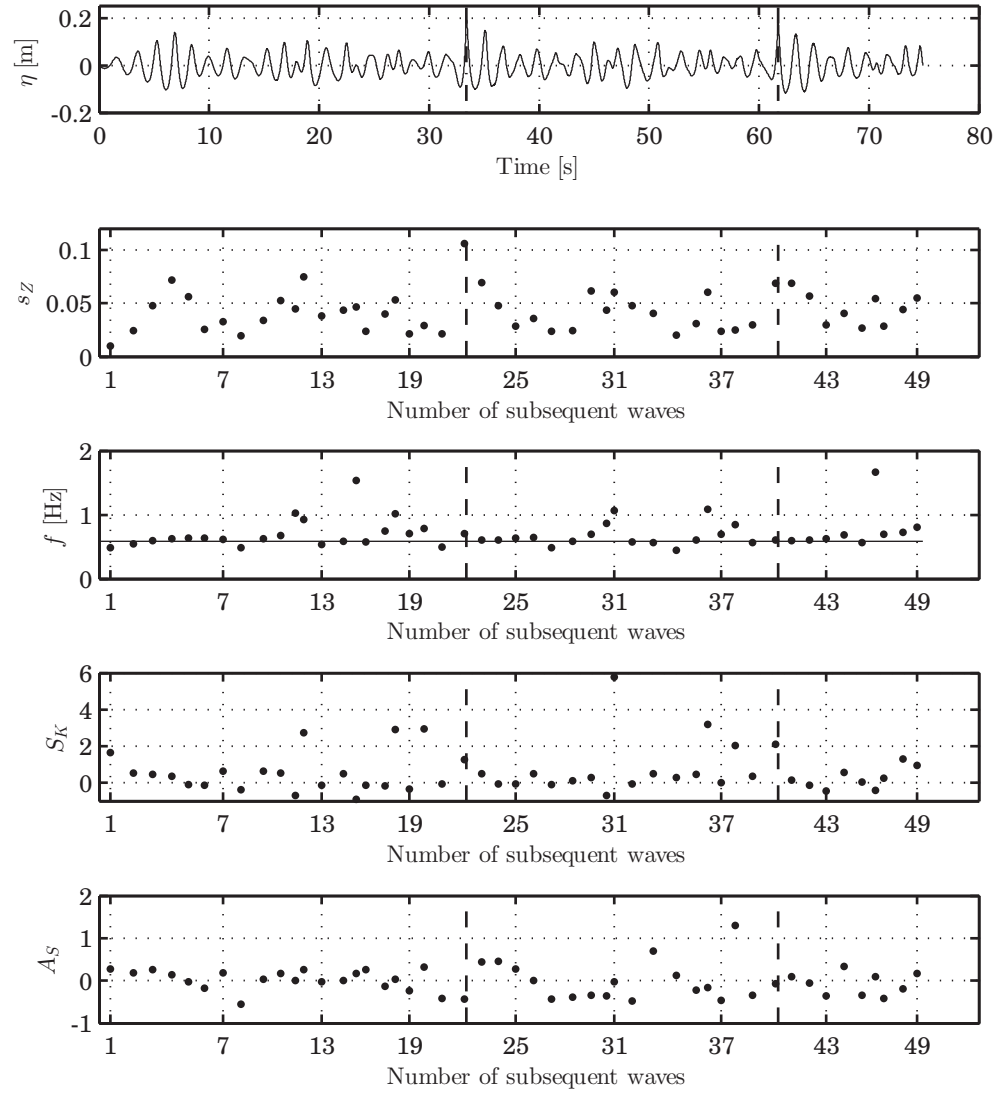 0.2
0
-0.2
η [m]
0 10 20 30 40 50 60 70 80
Time [s]
0.1
0.05
0
s_Z
1 7 13 19 25 31 37 43 49
Number of subsequent waves
2
1
0
f [Hz]
1 7 13 19 25 31 37 43 49
Number of subsequent waves
6
4
2
0
S_K
1 7 13 19 25 31 37 43 49
Number of subsequent waves
2
1
0
-1
A_S
1 7 13 19 25 31 37 43 49
Number of subsequent waves